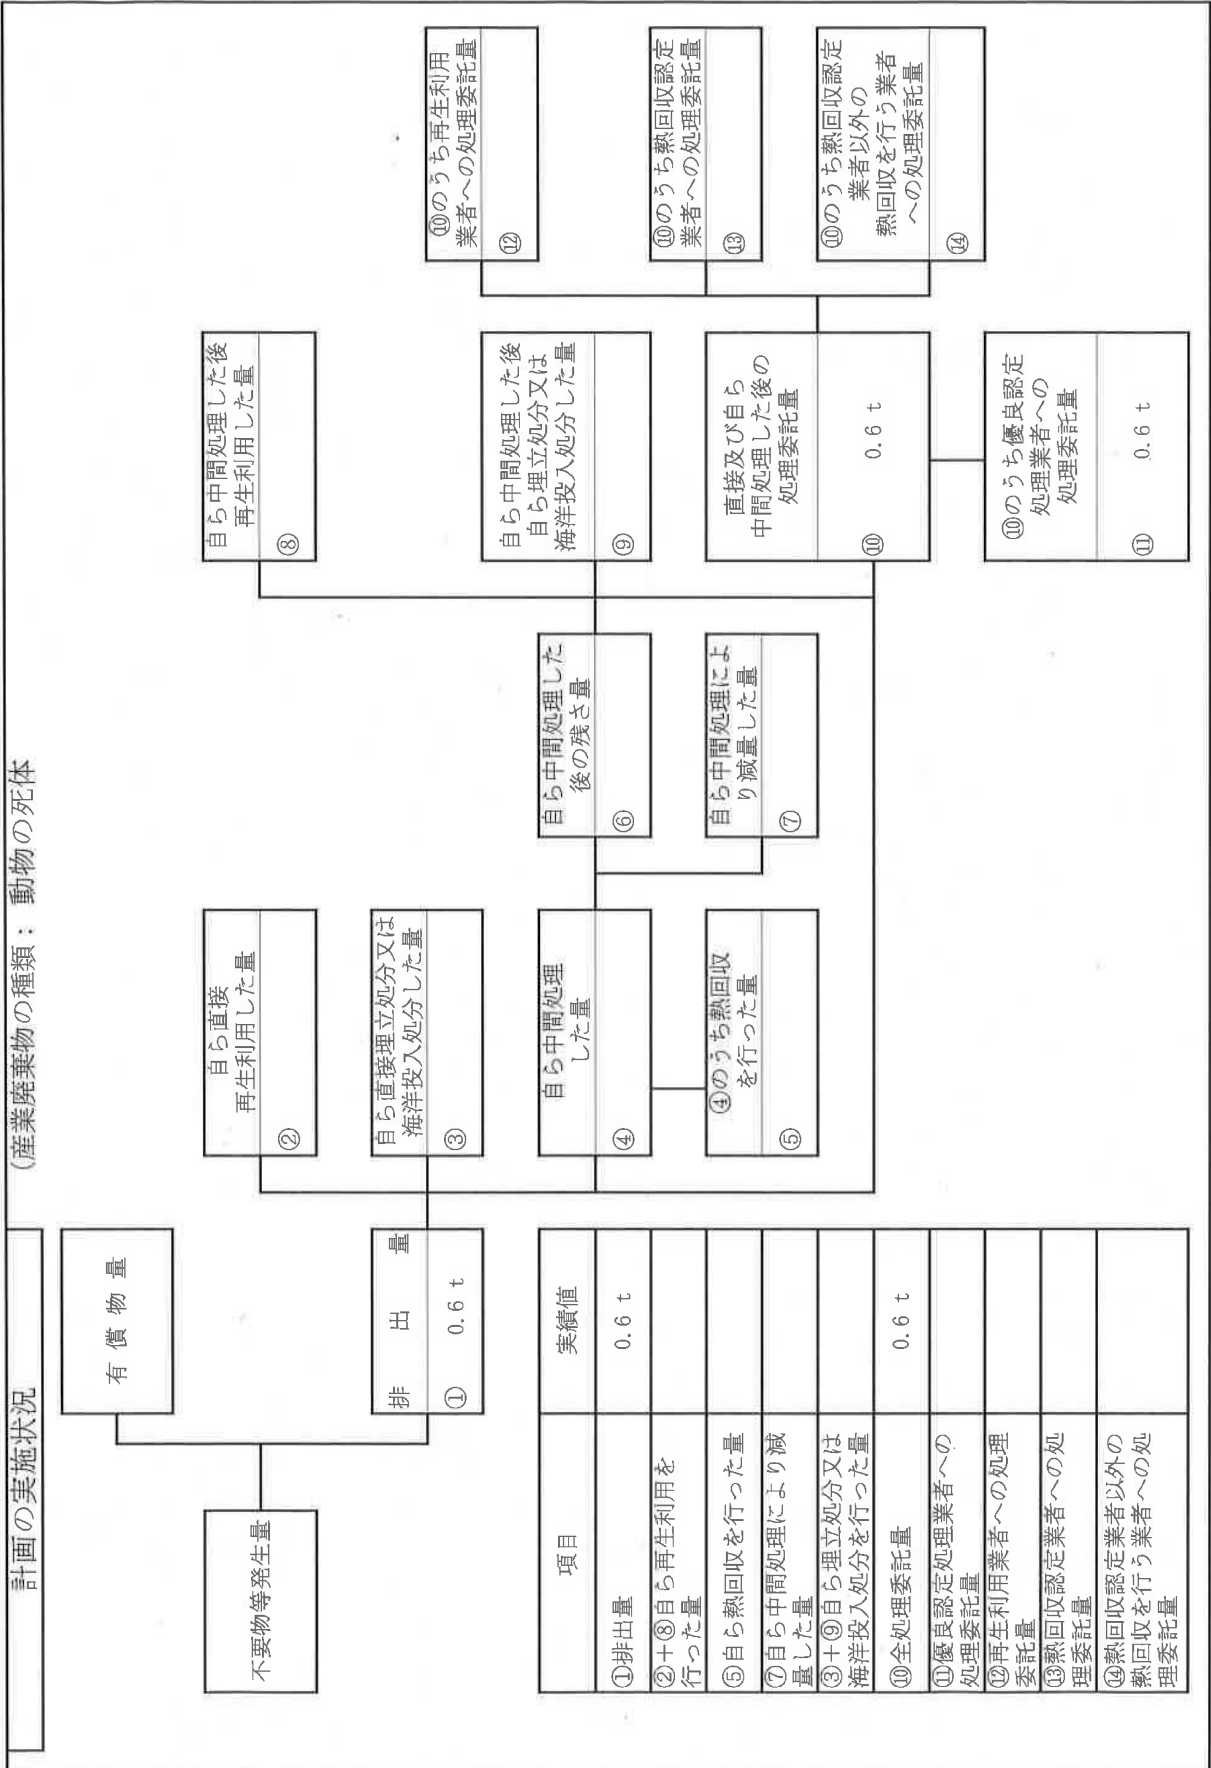 計画の実施状況
(産業廃棄物の種類： 動物の死体
不要物等発生量
有 償 物 量
排 出 量
① 0.6 t
自ら直接
再生利用した量
②
自ら直接埋立処分又は
海洋投入処分した量
③
自ら中間処理
した量
④
④のうち熱回収
を行った量
⑤
自ら中間処理した
後の残さ量
⑥
自ら中間処理によ
り減量した量
⑦
自ら中間処理した後
再生利用した量
⑧
自ら中間処理した後
自ら埋立処分又は
海洋投入処分した量
⑨
直接及び自ら
中間処理した後の
処理委託量
⑩ 0.6 t
⑩のうち優良認定
処理業者への
処理委託量
⑪ 0.6 t
⑩のうち再生利用
業者への処理委託量
⑫
⑩のうち熱回収認定
業者への処理委託量
⑬
⑩のうち熱回収認定
業者以外の
熱回収を行う業者
への処理委託量
⑭
項目 実績値
①排出量 0.6 t
②＋⑧自ら再生利用を
行った量
⑤自ら熱回収を行った量
⑦自ら中間処理により減
量した量
③＋⑨自ら埋立処分又は
海洋投入処分を行った量
⑩全処理委託量 0.6 t
⑪優良認定処理業者への
処理委託量
⑫再生利用業者への処理
委託量
⑬熱回収認定業者への処
理委託量
⑭熱回収認定業者以外の
熱回収を行う業者への処
理委託量